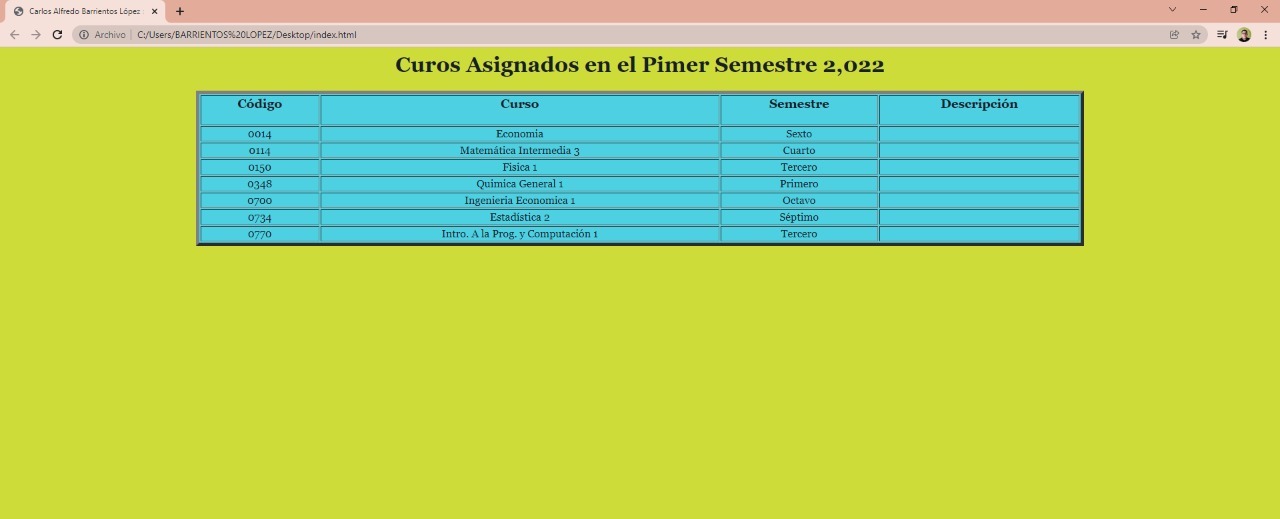 Carlos Alfredo Barrientos López
Archivo | C:/Users/BARRIENTOS%20LOPEZ/Desktop/index.html
Curos Asignados en el Pimer Semestre 2,022
Código Curso Semestre Descripción
0014 Economia Sexto
0114 Matemática Intermedia 3 Cuarto
0150 Fisica 1 Tercero
0348 Quimica General 1 Primero
0700 Ingenieria Economica 1 Octavo
0734 Estadística 2 Séptimo
0770 Intro. A la Prog. y Computación 1 Tercero